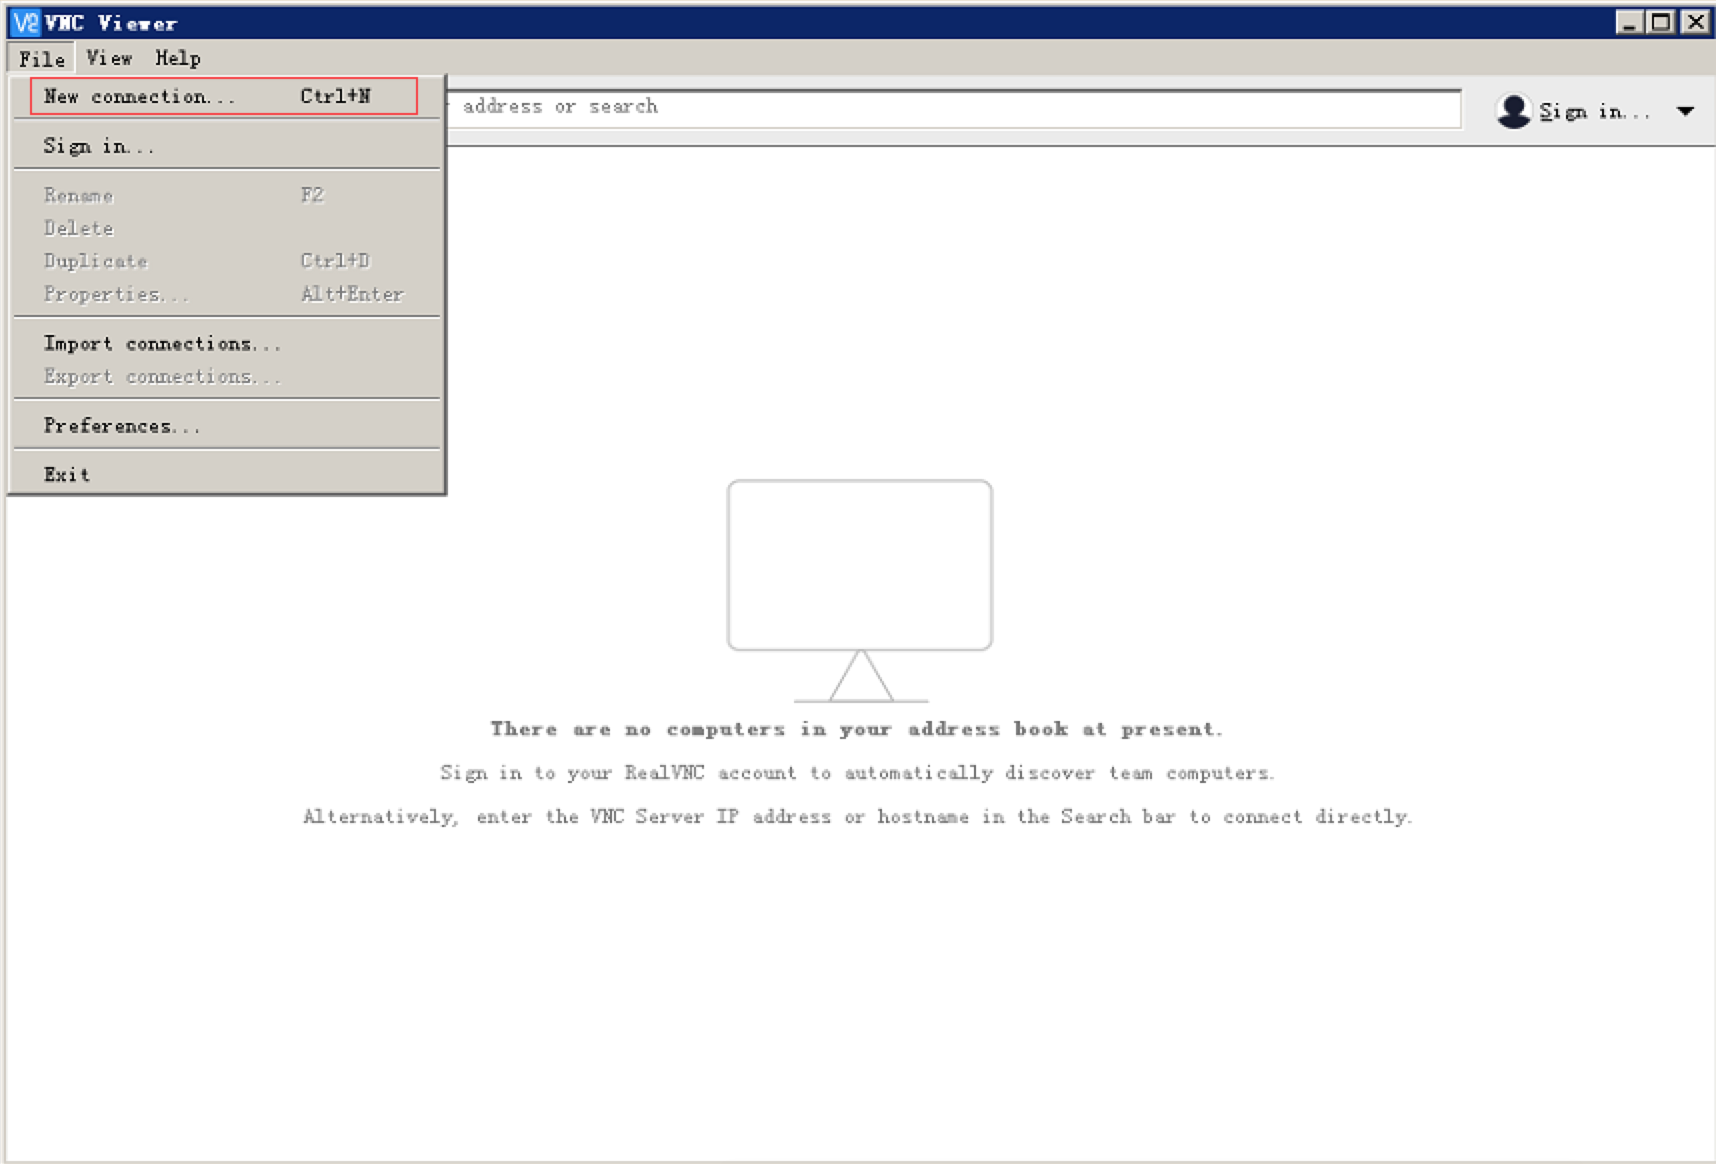 VNC Viewer
File View Help
New connection... Ctrl+N
address or search
Sign in...
Sign in...
Rename F2
Delete
Duplicate Ctrl+D
Properties... Alt+Enter
Import connections...
Export connections...
Preferences...
Exit
There are no computers in your address book at present.
Sign in to your RealVNC account to automatically discover team computers.
Alternatively, enter the VNC Server IP address or hostname in the Search bar to connect directly.